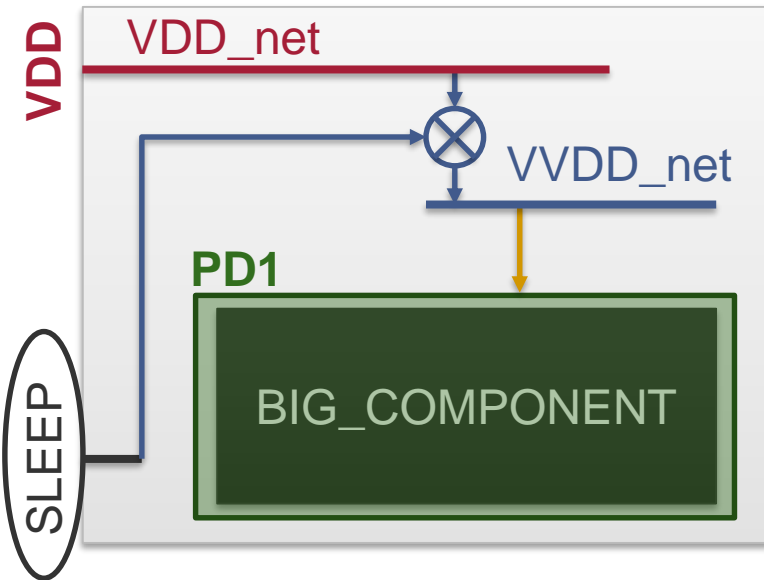 VDD
VDD_net
VVDD_net
PD1
BIG_COMPONENT
SLEEP